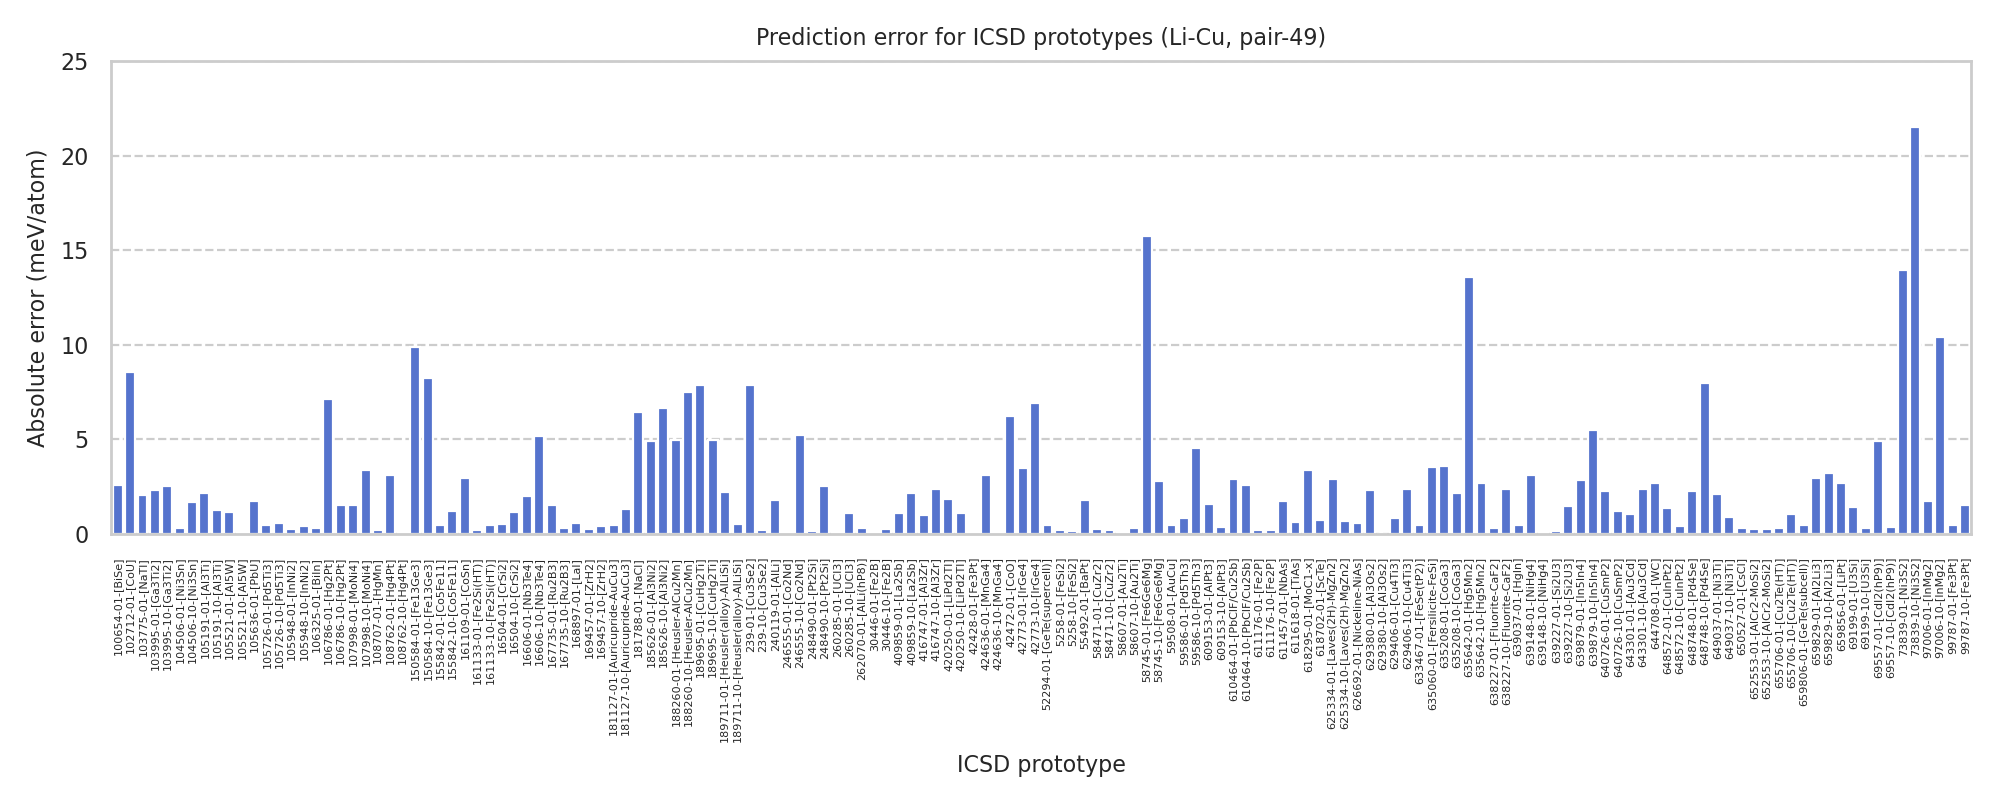 Prediction error for ICSD prototypes (Li-Cu, pair-49)
Absolute error (meV/atom)
25
20
15
10
5
0
100654-01-[BiSe]
102712-01-[CoU]
103775-01-[NaTl]
103995-01-[Ga3Ti2]
103995-10-[Ga3Ti2]
104506-01-[Ni3Sn]
104506-10-[Ni3Sn]
105191-01-[Al3Ti]
105191-10-[Al3Ti]
105521-01-[Al5W]
105521-10-[Al5W]
105636-01-[PbU]
105726-01-[Pd5Ti3]
105726-10-[Pd5Ti3]
105948-01-[InNi2]
105948-10-[InNi2]
106325-01-[BiIn]
106786-01-[Hg2Pt]
106786-10-[Hg2Pt]
107998-01-[MoNi4]
107998-10-[MoNi4]
108707-01-[HgMn]
108762-01-[Hg4Pt]
108762-10-[Hg4Pt]
150584-01-[Fe13Ge3]
150584-10-[Fe13Ge3]
155842-01-[Co5Fe11]
155842-10-[Co5Fe11]
161109-01-[CoSn]
161133-01-[Fe2Si(HT)]
161133-10-[Fe2Si(HT)]
16504-01-[CrSi2]
16504-10-[CrSi2]
16606-01-[Nb3Te4]
16606-10-[Nb3Te4]
167735-01-[Ru2B3]
167735-10-[Ru2B3]
168897-01-[LaI]
169457-01-[ZrH2]
169457-10-[ZrH2]
181127-01-[Auricupride-AuCu3]
181127-10-[Auricupride-AuCu3]
181788-01-[NaCl]
185626-01-[Al3Ni2]
185626-10-[Al3Ni2]
188260-01-[Heusler-AlCu2Mn]
188260-10-[Heusler-AlCu2Mn]
189695-01-[CuHg2Ti]
189695-10-[CuHg2Ti]
189711-01-[Heusler(alloy)-AlLiSi]
189711-10-[Heusler(alloy)-AlLiSi]
239-01-[Cu3Se2]
239-10-[Cu3Se2]
240119-01-[AlLi]
246555-01-[Co2Nd]
246555-10-[Co2Nd]
248490-01-[Pt2Si]
248490-10-[Pt2Si]
260285-01-[UCl3]
260285-10-[UCl3]
262070-01-[AlLi(hP8)]
30446-01-[Fe2B]
30446-10-[Fe2B]
409859-01-[La2Sb]
409859-10-[La2Sb]
416747-01-[Al3Zr]
416747-10-[Al3Zr]
420250-01-[LiPd2Tl]
420250-10-[LiPd2Tl]
42428-01-[Fe3Pt]
424636-01-[MnGa4]
424636-10-[MnGa4]
42472-01-[CoO]
42773-01-[IrGe4]
42773-10-[IrGe4]
52294-01-[GeTe(supercell)]
5258-01-[FeSi2]
5258-10-[FeSi2]
55492-01-[BaPt]
58471-01-[CuZr2]
58471-10-[CuZr2]
58607-01-[Au2Ti]
58607-10-[Au2Ti]
58745-01-[Fe6Ge6Mg]
58745-10-[Fe6Ge6Mg]
59508-01-[AuCu]
59586-01-[Pd5Th3]
59586-10-[Pd5Th3]
609153-01-[AlPt3]
609153-10-[AlPt3]
610464-01-[PbClF/Cu2Sb]
610464-10-[PbClF/Cu2Sb]
611176-01-[Fe2P]
611176-10-[Fe2P]
611457-01-[NbAs]
611618-01-[TiAs]
618295-01-[MoC1-x]
618702-01-[ScTe]
625334-01-[Laves(2H)-MgZn2]
625334-10-[Laves(2H)-MgZn2]
626692-01-[Nickeline-NiAs]
629380-01-[Al3Os2]
629380-10-[Al3Os2]
629406-01-[Cu4Ti3]
629406-10-[Cu4Ti3]
633467-01-[FeSe(tP2)]
635060-01-[Fersilicite-FeSi]
635208-01-[CoGa3]
635208-10-[CoGa3]
635642-01-[Hg5Mn2]
635642-10-[Hg5Mn2]
638227-01-[Fluorite-CaF2]
638227-10-[Fluorite-CaF2]
639037-01-[HgIn]
639148-01-[NiHg4]
639148-10-[NiHg4]
639227-01-[Si2U3]
639227-10-[Si2U3]
639879-01-[In5In4]
639879-10-[In5In4]
640726-01-[CuSmP2]
640726-10-[CuSmP2]
643301-01-[Au3Cd]
643301-10-[Au3Cd]
644708-01-[WC]
648572-01-[CuInPt2]
648572-10-[CuInPt2]
648748-01-[Pd4Se]
648748-10-[Pd4Se]
649037-01-[Ni3Ti]
649037-10-[Ni3Ti]
650527-01-[CsCl]
652553-01-[AlCr2-MoSi2]
652553-10-[AlCr2-MoSi2]
655706-01-[Cu2Te(HT)]
655706-10-[Cu2Te(HT)]
659806-01-[GeTe(subcell)]
659829-01-[Al2Li3]
659829-10-[Al2Li3]
659856-01-[LiPt]
69199-01-[U3Si]
69199-10-[U3Si]
69557-01-[CdI2(hP9)]
69557-10-[CdI2(hP9)]
73839-01-[Ni3S2]
73839-10-[Ni3S2]
97006-01-[InMg2]
97006-10-[InMg2]
99787-01-[Fe3Pt]
99787-10-[Fe3Pt]
ICSD prototype